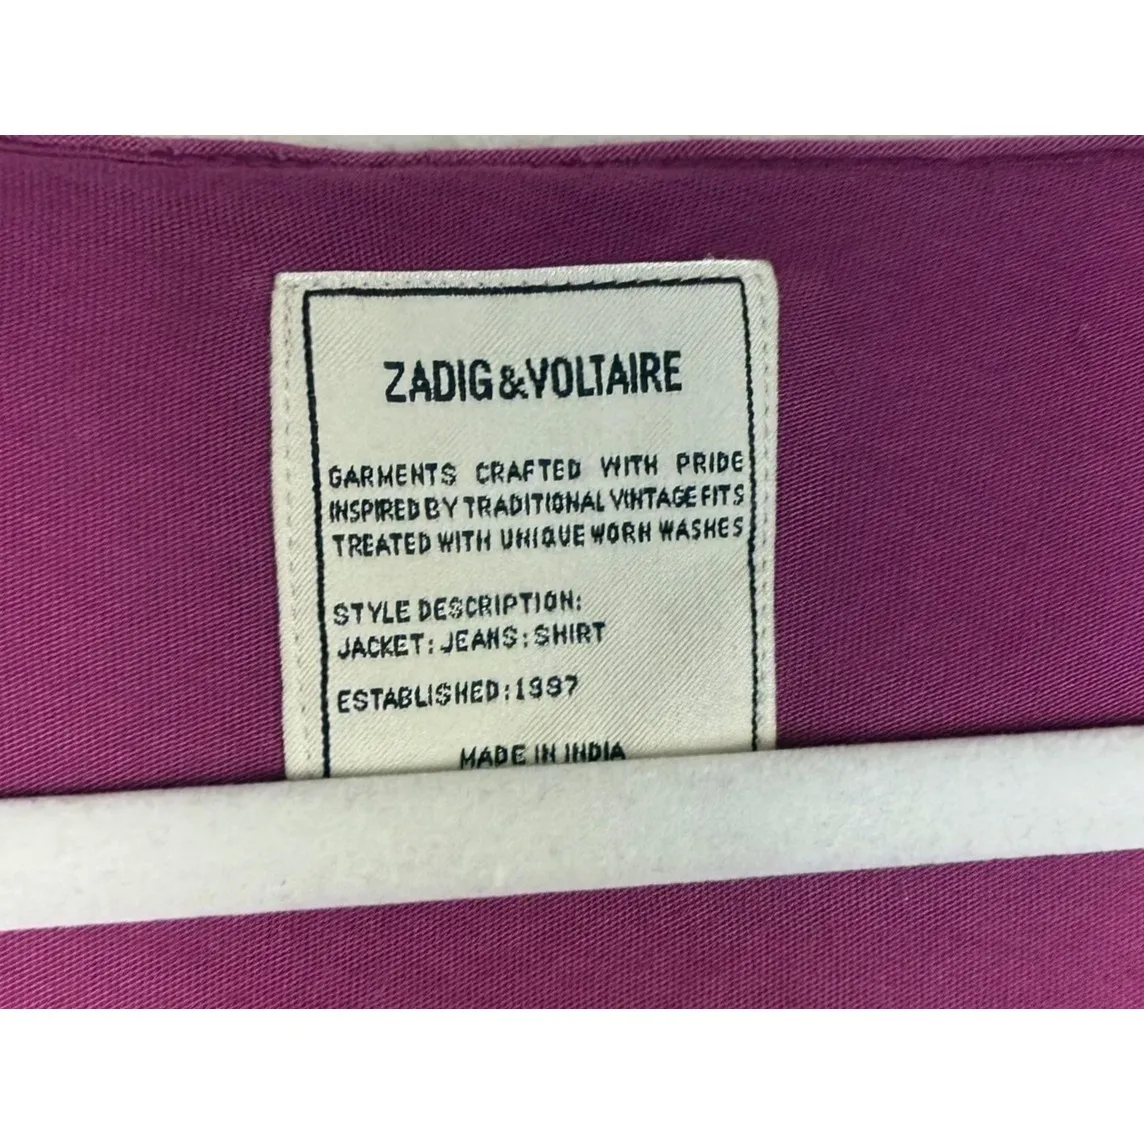 ZADIG&VOLTAIRE
GARMENTS CRAFTED WITH PRIDE
INSPIRED BY TRADITIONAL VINTAGE FITS
TREATED WITH UNIQUE WORN WASHES
STYLE DESCRIPTION:
JACKET: JEANS: SHIRT
ESTABLISHED: 1997
MADE IN INDIA